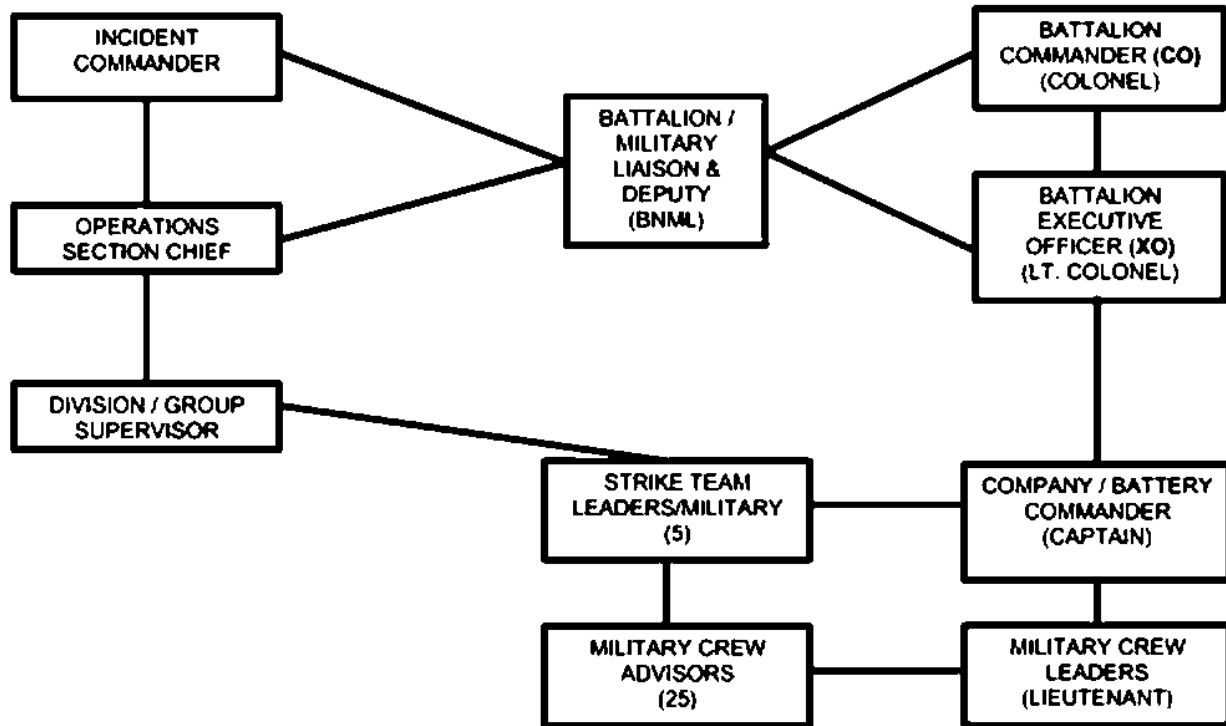 INCIDENT
COMMANDER
BATTALION
COMMANDER (CO)
(COLONEL)
BATTALION /
MILITARY
LIAISON &
DEPUTY
(BNML)
OPERATIONS
SECTION CHIEF
BATTALION
EXECUTIVE
OFFICER (XO)
(LT. COLONEL)
DIVISION / GROUP
SUPERVISOR
STRIKE TEAM
LEADERS/MILITARY
(5)
COMPANY / BATTERY
COMMANDER
(CAPTAIN)
MILITARY CREW
ADVISORS
(25)
MILITARY CREW
LEADERS
(LIEUTENANT)